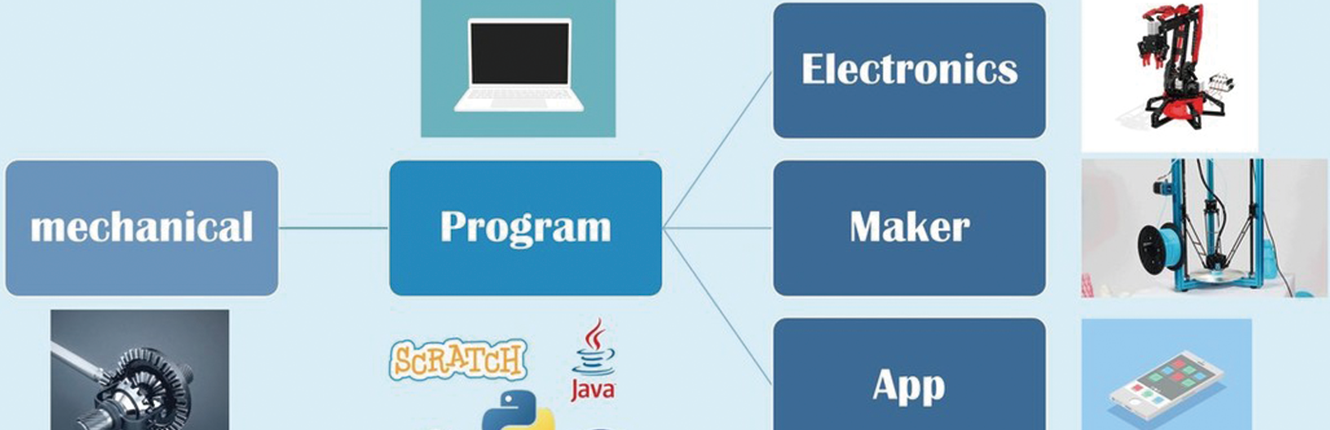 Electronics
mechanical
Program
Maker
SCRATCH
Java
App